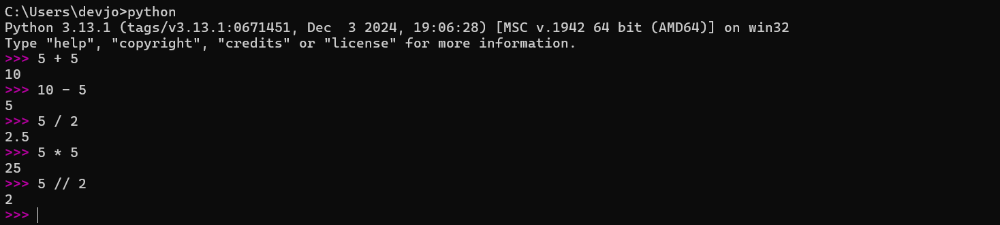 C:\Users\devjo>python
Python 3.13.1 (tags/v3.13.1:0671451, Dec  3 2024, 19:06:28) [MSC v.1942 64 bit (AMD64)] on win32
Type "help", "copyright", "credits" or "license" for more information.
>>> 5 + 5
10
>>> 10 - 5
5
>>> 5 / 2
2.5
>>> 5 * 5
25
>>> 5 // 2
2
>>>